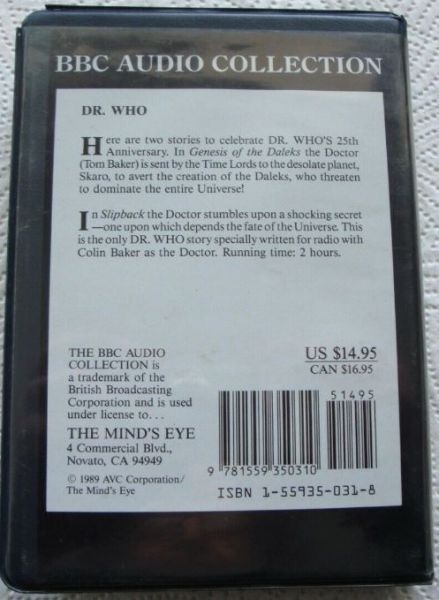 BBC AUDIO COLLECTION
DR. WHO
Here are two stories to celebrate DR. WHO'S 25th
Anniversary. In Genesis of the Daleks the Doctor
(Tom Baker) is sent by the Time Lords to the desolate planet,
Skaro, to avert the creation of the Daleks, who threaten
to dominate the entire Universe!
In Slipback the Doctor stumbles upon a shocking secret
—one upon which depends the fate of the Universe. This
is the only DR. WHO story specially written for radio with
Colin Baker as the Doctor. Running time: 2 hours.
THE BBC AUDIO
COLLECTION is
a trademark of the
British Broadcasting
Corporation and is used
under license to...
THE MIND'S EYE
4 Commercial Blvd.,
Novato, CA 94949
© 1989 AVC Corporation/
The Mind's Eye
US $14.95
CAN $16.95
51495
9 781559 350310
ISBN 1-55935-031-8